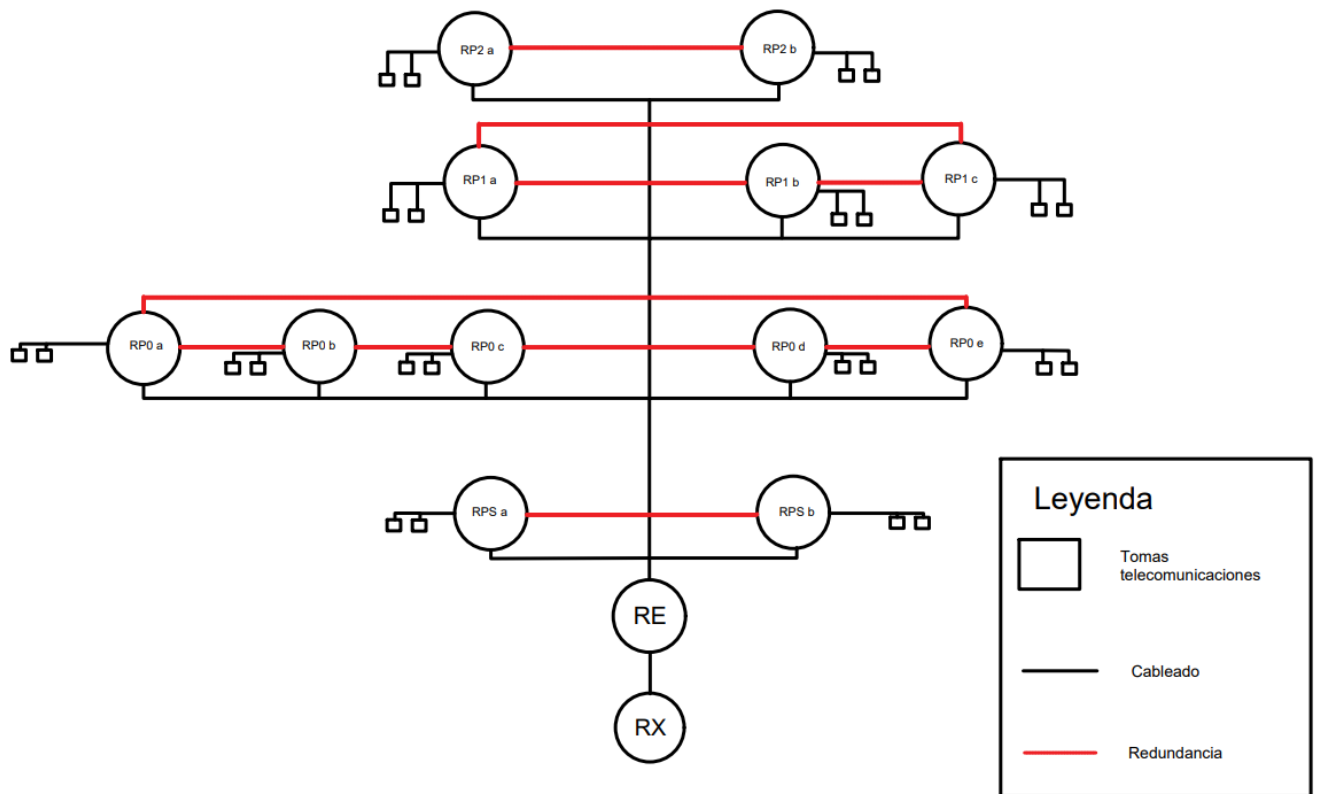 RP2 a
RP2 b
RP1 a
RP1 b
RP1 c
RP0 a
RP0 b
RP0 c
RP0 d
RP0 e
RPS a
RPS b
RE
RX
Leyenda
Tomas
telecomunicaciones
Cableado
Redundancia